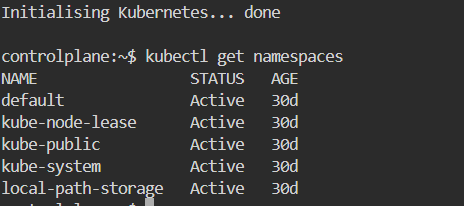 Initialising Kubernetes... done
controlplane:~$ kubectl get namespaces
NAME STATUS AGE
default Active 30d
kube-node-lease Active 30d
kube-public Active 30d
kube-system Active 30d
local-path-storage Active 30d
controlplane:~$